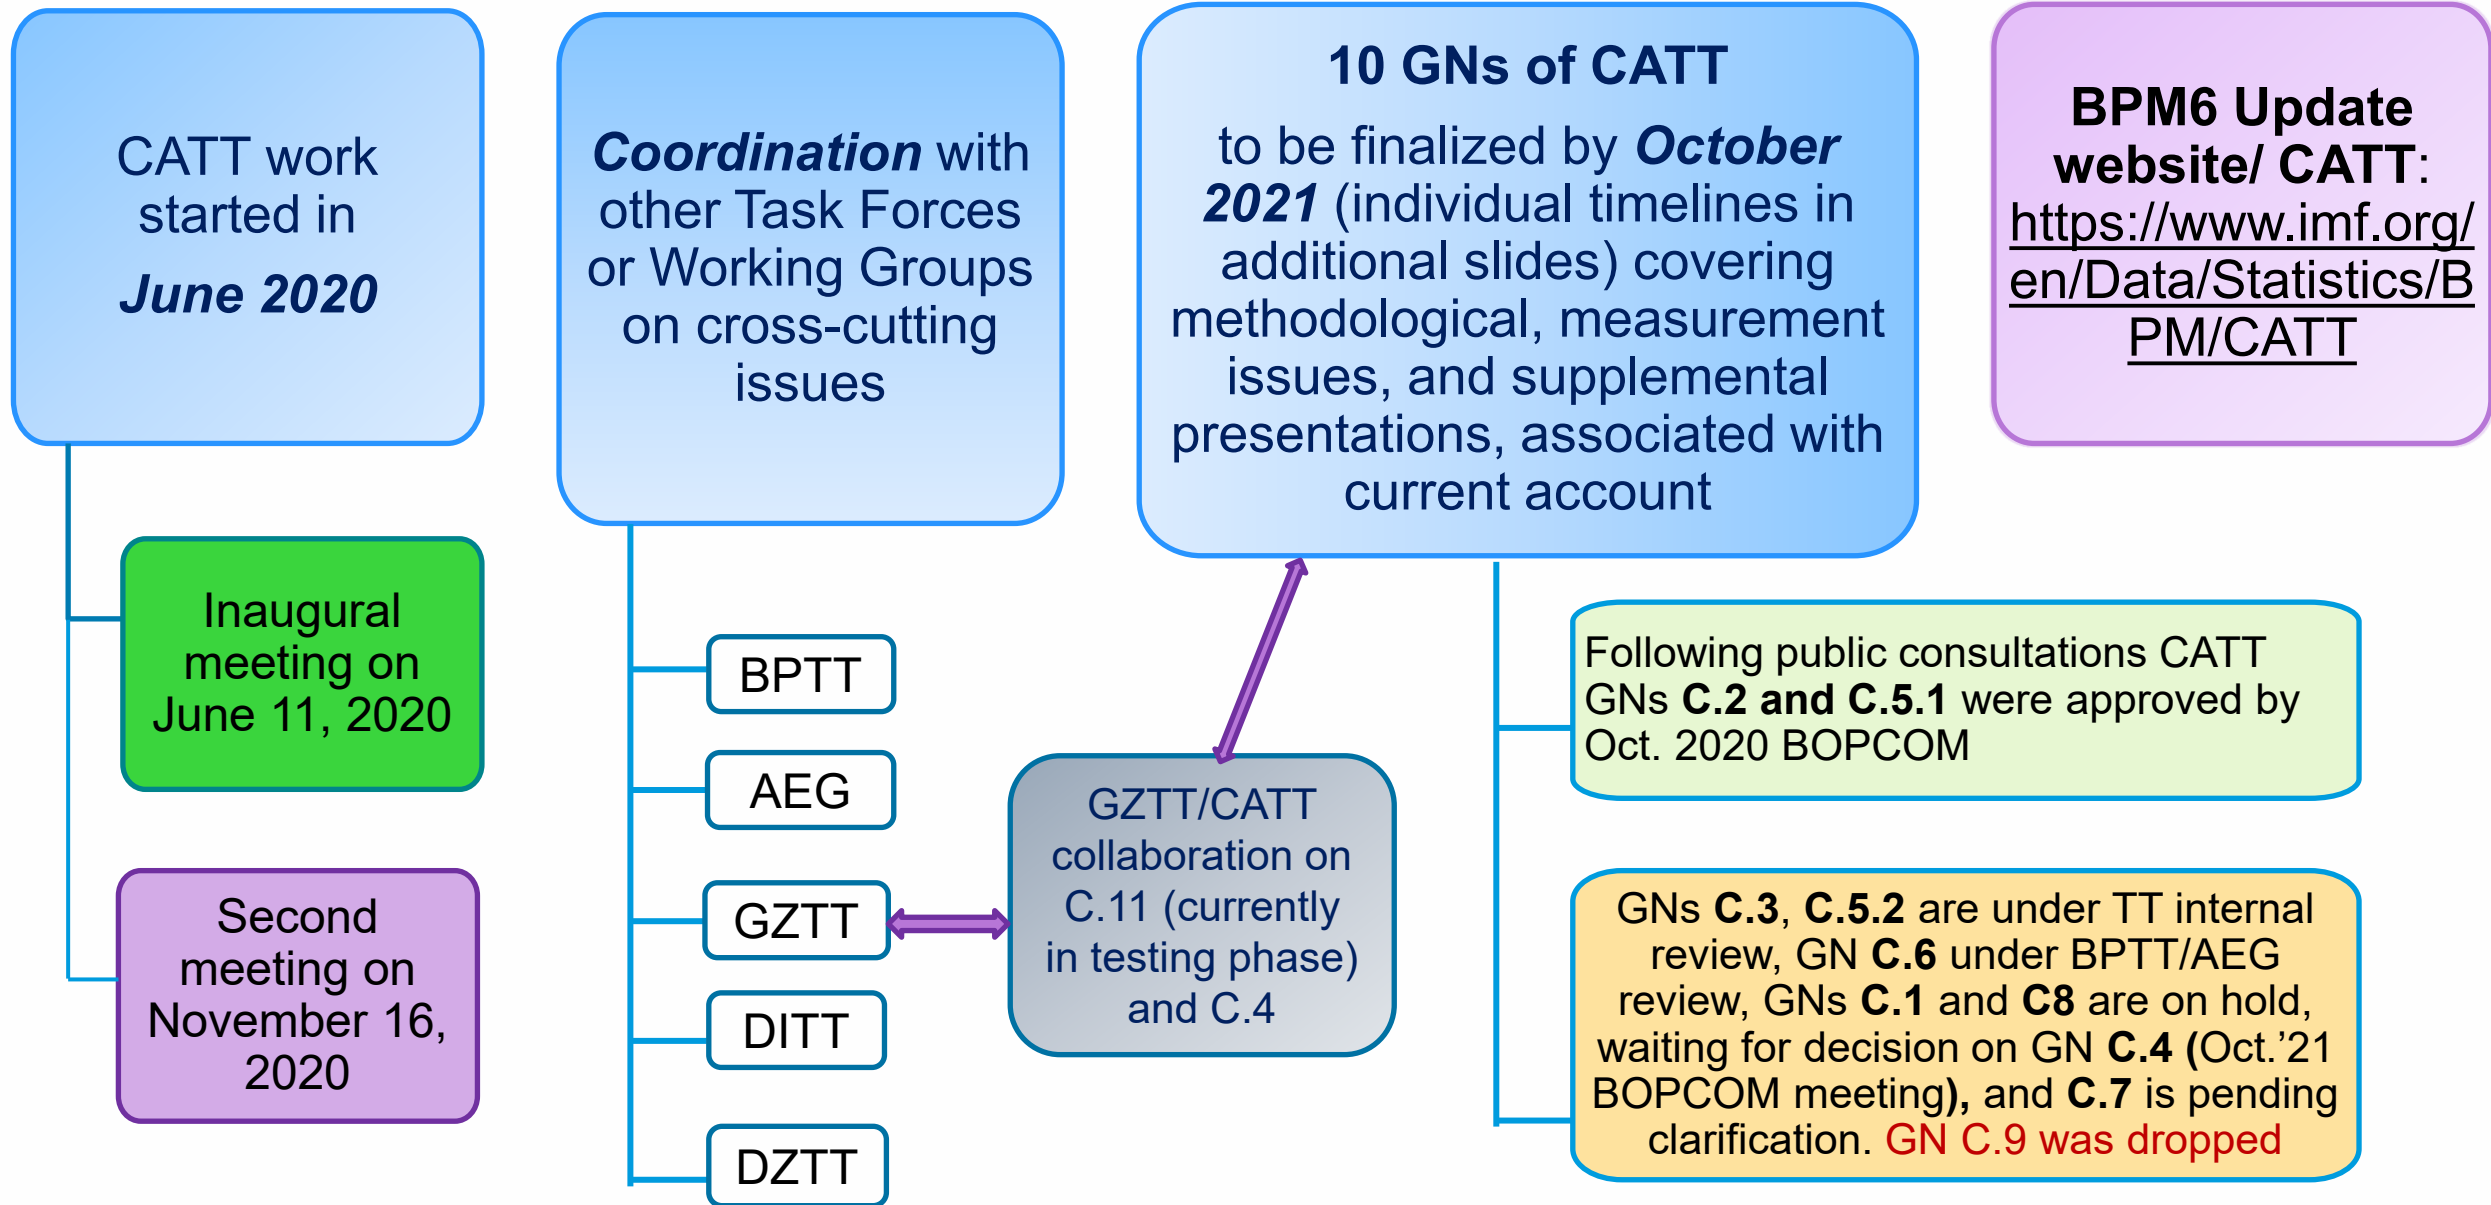 CATT work
started in
June 2020
Inaugural
meeting on
June 11, 2020
Second
meeting on
November 16,
2020
Coordination with
other Task Forces
or Working Groups
on cross-cutting
issues
BPTT
AEG
GZTT
DITT
DZTT
GZTT/CATT
collaboration on
C.11 (currently
in testing phase)
and C.4
10 GNs of CATT
to be finalized by October
2021 (individual timelines in
additional slides) covering
methodological, measurement
issues, and supplemental
presentations, associated with
current account
Following public consultations CATT
GNs C.2 and C.5.1 were approved by
Oct. 2020 BOPCOM
GNs C.3, C.5.2 are under TT internal
review, GN C.6 under BPTT/AEG
review, GNs C.1 and C8 are on hold,
waiting for decision on GN C.4 (Oct.’21
BOPCOM meeting), and C.7 is pending
clarification. GN C.9 was dropped
BPM6 Update
website/ CATT:
https://www.imf.org/
en/Data/Statistics/B
PM/CATT